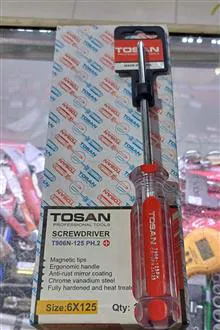 TOSAN
TOSAN
PROFESSIONAL TOOLS
SCREWDRIVER
T906N-125 PH.2
Magnetic tips
Ergonomic handle
Anti-rust mirror coating
Chrome vanadium steel
Fully hardened and heat treated
Size:6X125
Qty: